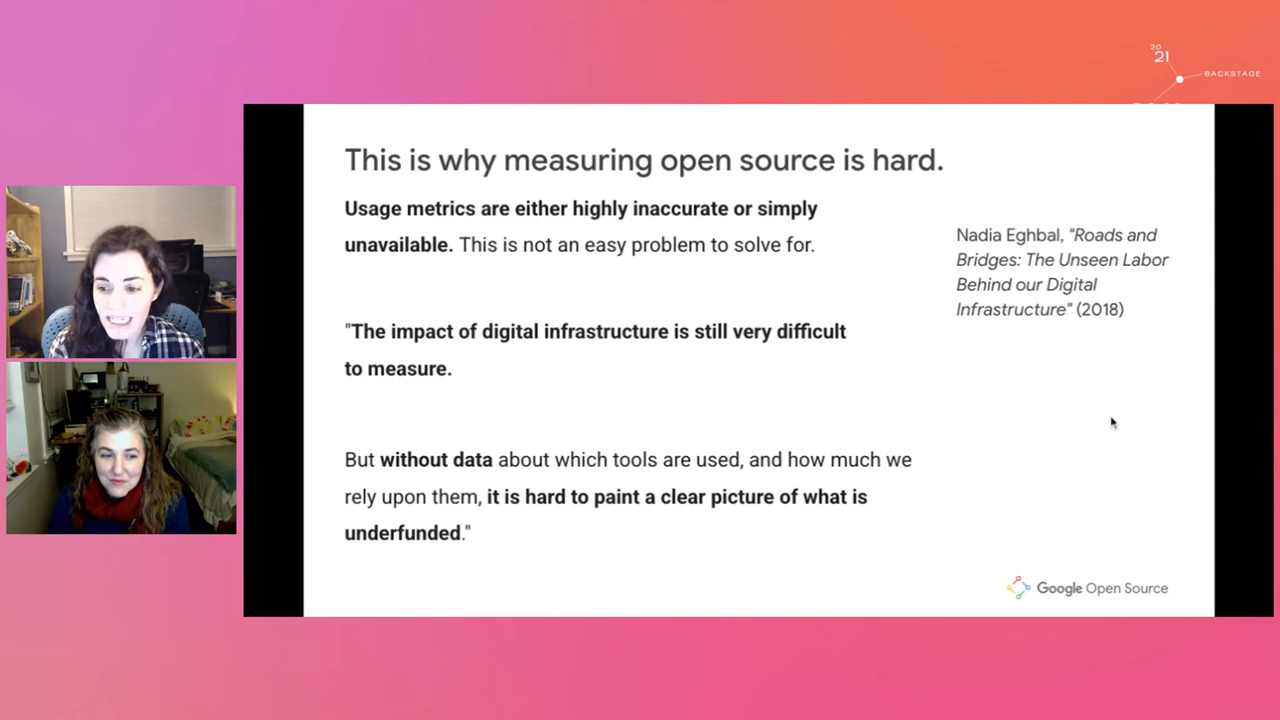 20
21
BACKSTAGE
This is why measuring open source is hard.
Usage metrics are either highly inaccurate or simply
unavailable. This is not an easy problem to solve for.
"The impact of digital infrastructure is still very difficult
to measure.
But without data about which tools are used, and how much we
rely upon them, it is hard to paint a clear picture of what is
underfunded."
Nadia Eghbal, "Roads and
Bridges: The Unseen Labor
Behind our Digital
Infrastructure" (2018)
Google Open Source